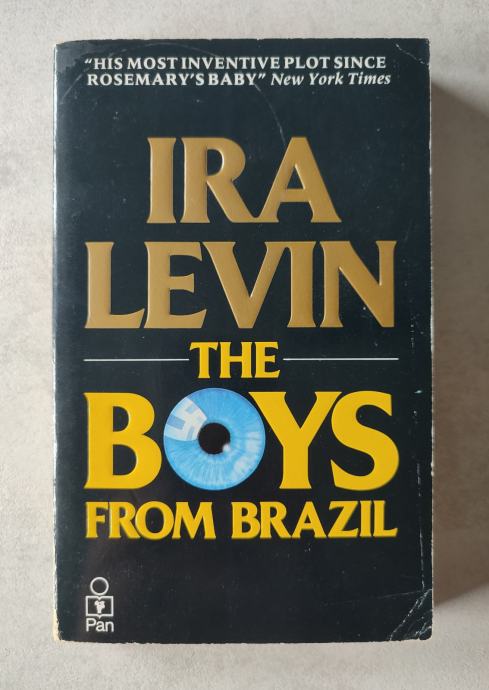 "HIS MOST INVENTIVE PLOT SINCE
ROSEMARY'S BABY" New York Times
IRA
LEVIN
THE
BOYS
FROM BRAZIL
Pan